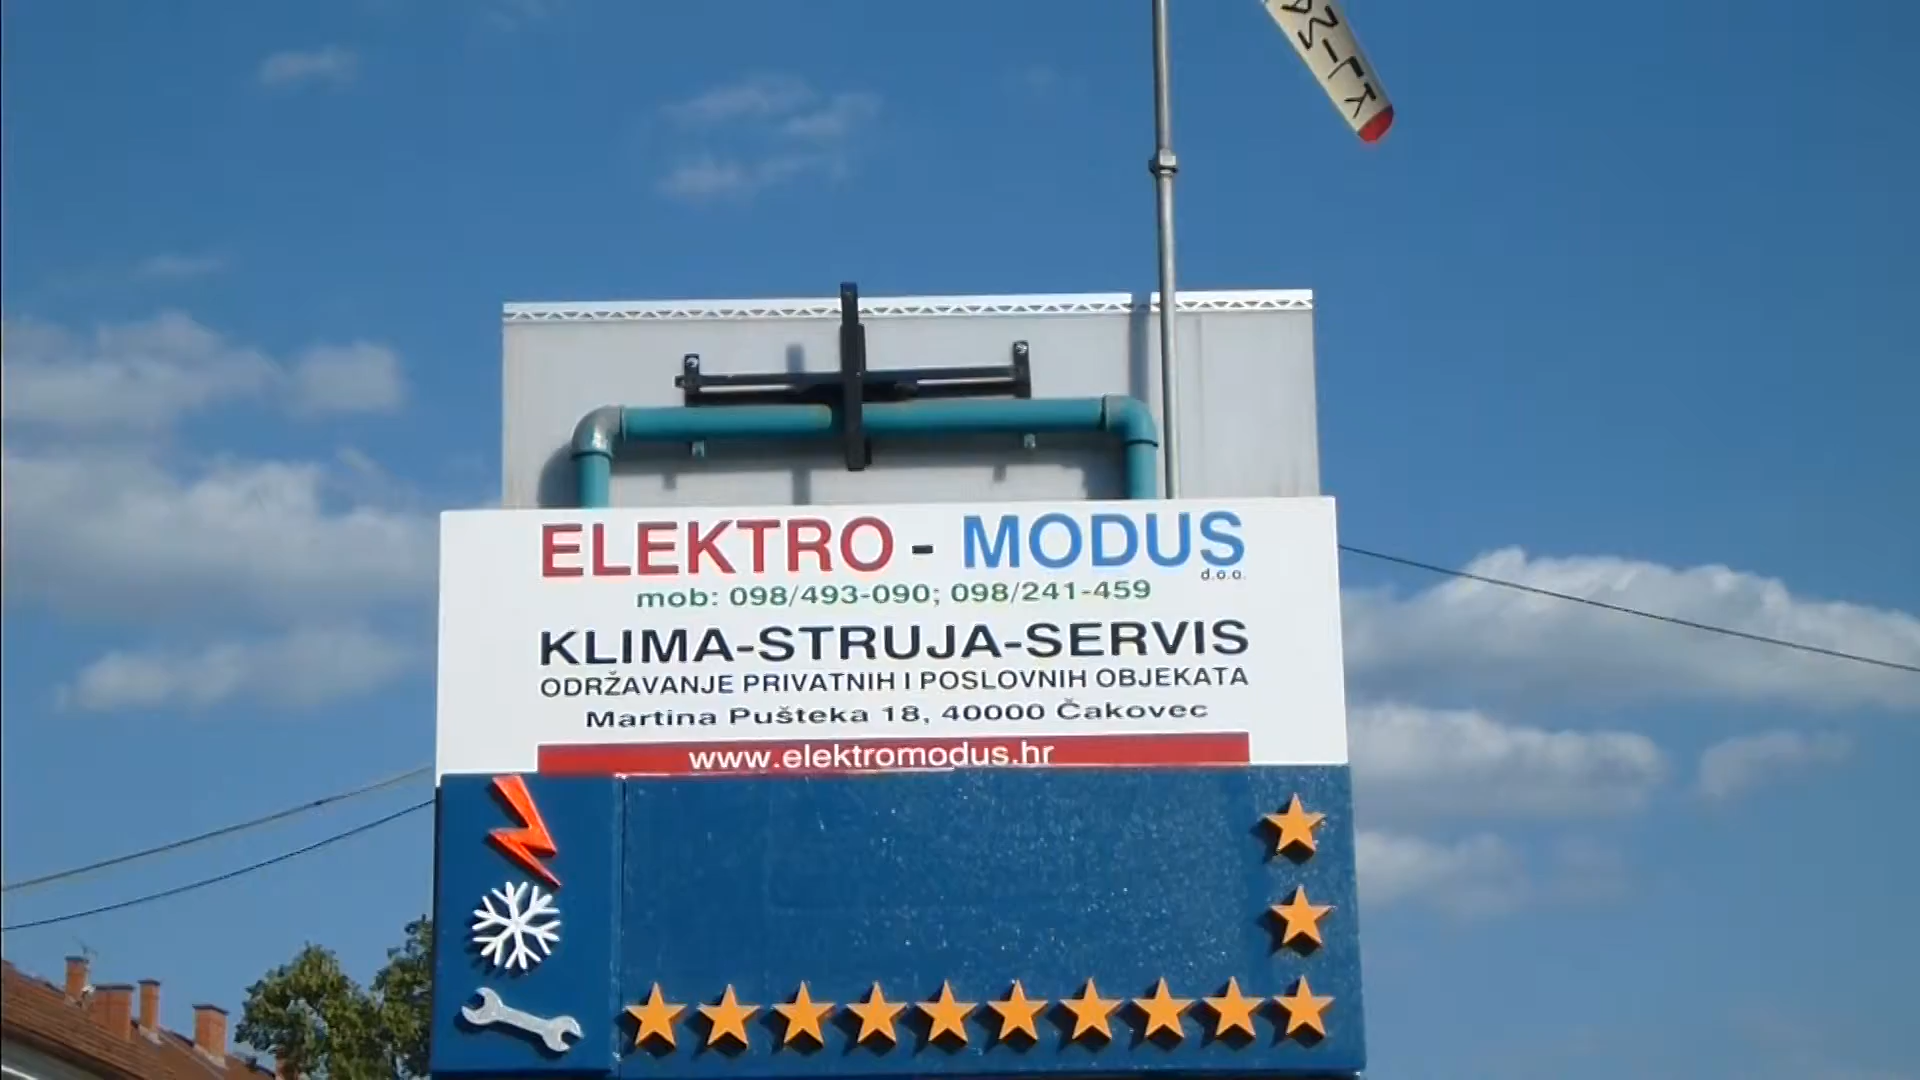 ELEKTRO - MODUS
d.o.o.
mob: 098/493-090; 098/241-459
KLIMA-STRUJA-SERVIS
ODRŽAVANJE PRIVATNIH I POSLOVNIH OBJEKATA
Martina Pušteka 18, 40000 Čakovec
www.elektromodus.hr